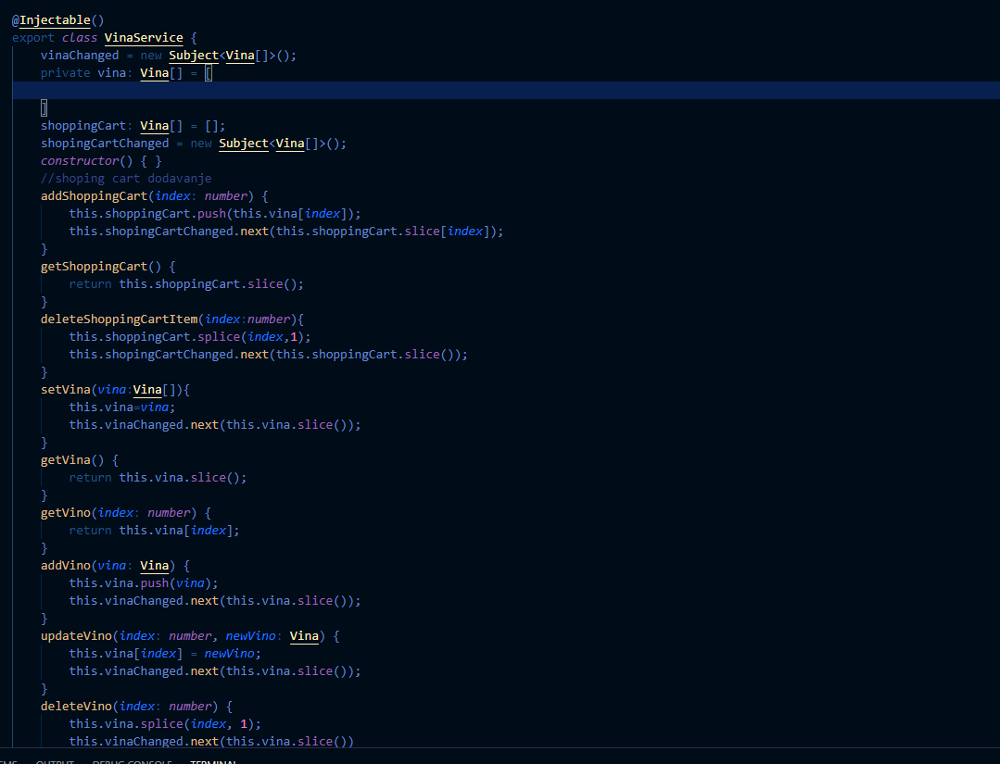 @Injectable()
export class VinaService {
vinaChanged = new Subject<Vina[]>();
private vina: Vina[] = [
]
shoppingCart: Vina[] = [];
shopingCartChanged = new Subject<Vina[]>();
constructor() { }
//shoping cart dodavanje
addShoppingCart(index: number) {
this.shoppingCart.push(this.vina[index]);
this.shopingCartChanged.next(this.shoppingCart.slice[index]);
}
getShoppingCart() {
return this.shoppingCart.slice();
}
deleteShoppingCartItem(index:number){
this.shoppingCart.splice(index,1);
this.shopingCartChanged.next(this.shoppingCart.slice());
}
setVina(vina:Vina[]){
this.vina=vina;
this.vinaChanged.next(this.vina.slice());
}
getVina() {
return this.vina.slice();
}
getVino(index: number) {
return this.vina[index];
}
addVino(vina: Vina) {
this.vina.push(vina);
this.vinaChanged.next(this.vina.slice());
}
updateVino(index: number, newVino: Vina) {
this.vina[index] = newVino;
this.vinaChanged.next(this.vina.slice());
}
deleteVino(index: number) {
this.vina.splice(index, 1);
this.vinaChanged.next(this.vina.slice())
OUTPUT DEBUG CONSOLE TERMINAL